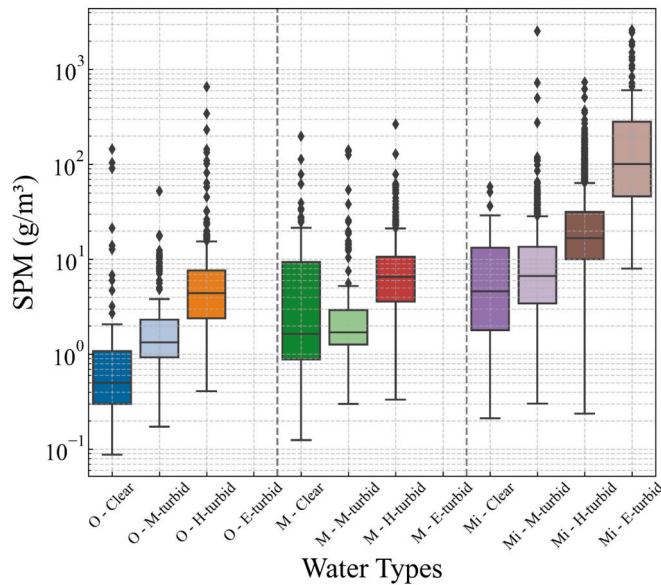 SPM (g/m³)
10³
10²
10¹
10⁰
10⁻¹
O - Clear
O - M-turbid
O - H-turbid
O - E-turbid
M - Clear
M - M-turbid
M - H-turbid
M - E-turbid
Mi - Clear
Mi - M-turbid
Mi - H-turbid
Mi - E-turbid
Water Types